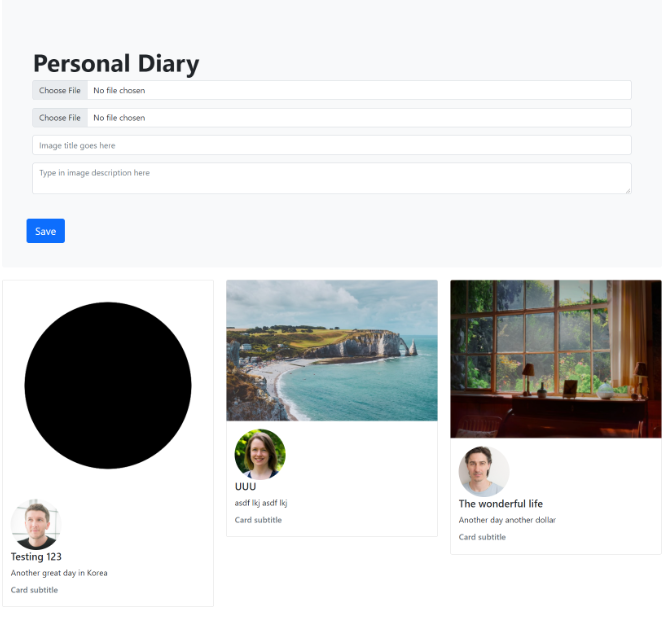 Personal Diary
Choose File No file chosen
Choose File No file chosen
Image title goes here
Type in image description here
Save
Testing 123
Another great day in Korea
Card subtitle
UUU
asdf lkj asdf lkj
Card subtitle
The wonderful life
Another day another dollar
Card subtitle